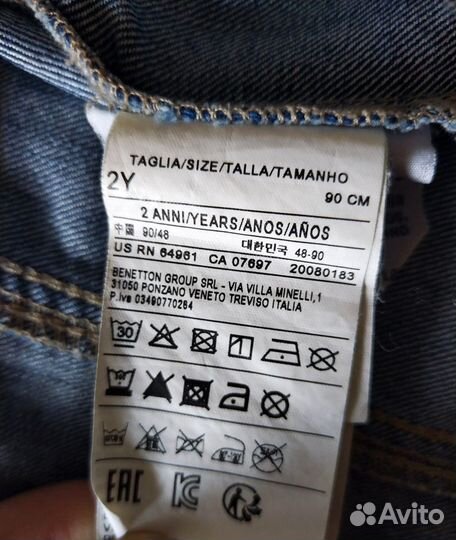 TAGLIA/SIZE/TALLA/TAMANHO
2Y 90 CM
2 ANNI/YEARS/ANOS/AÑOS
中国 90/48 대한민국 48-90
US RN 64961 CA 07697 20080183
BENETTON GROUP SRL - VIA VILLA MINELLI,1
31050 PONZANO VENETO TREVISO ITALIA
P.iva 03490770264
30
EAC KC
Avito